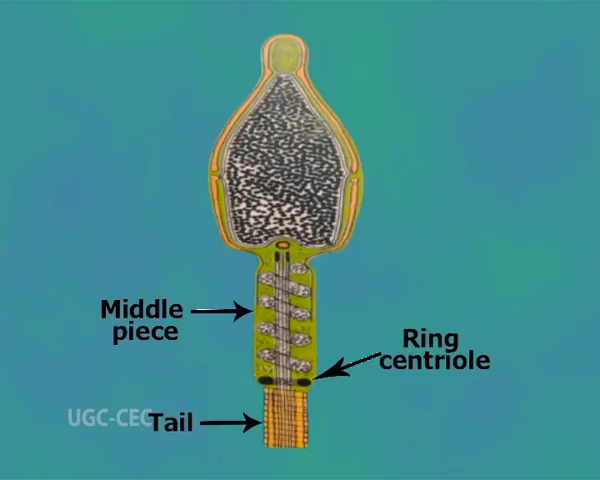 Middle
piece
Ring
centriole
UGC-CEC
Tail